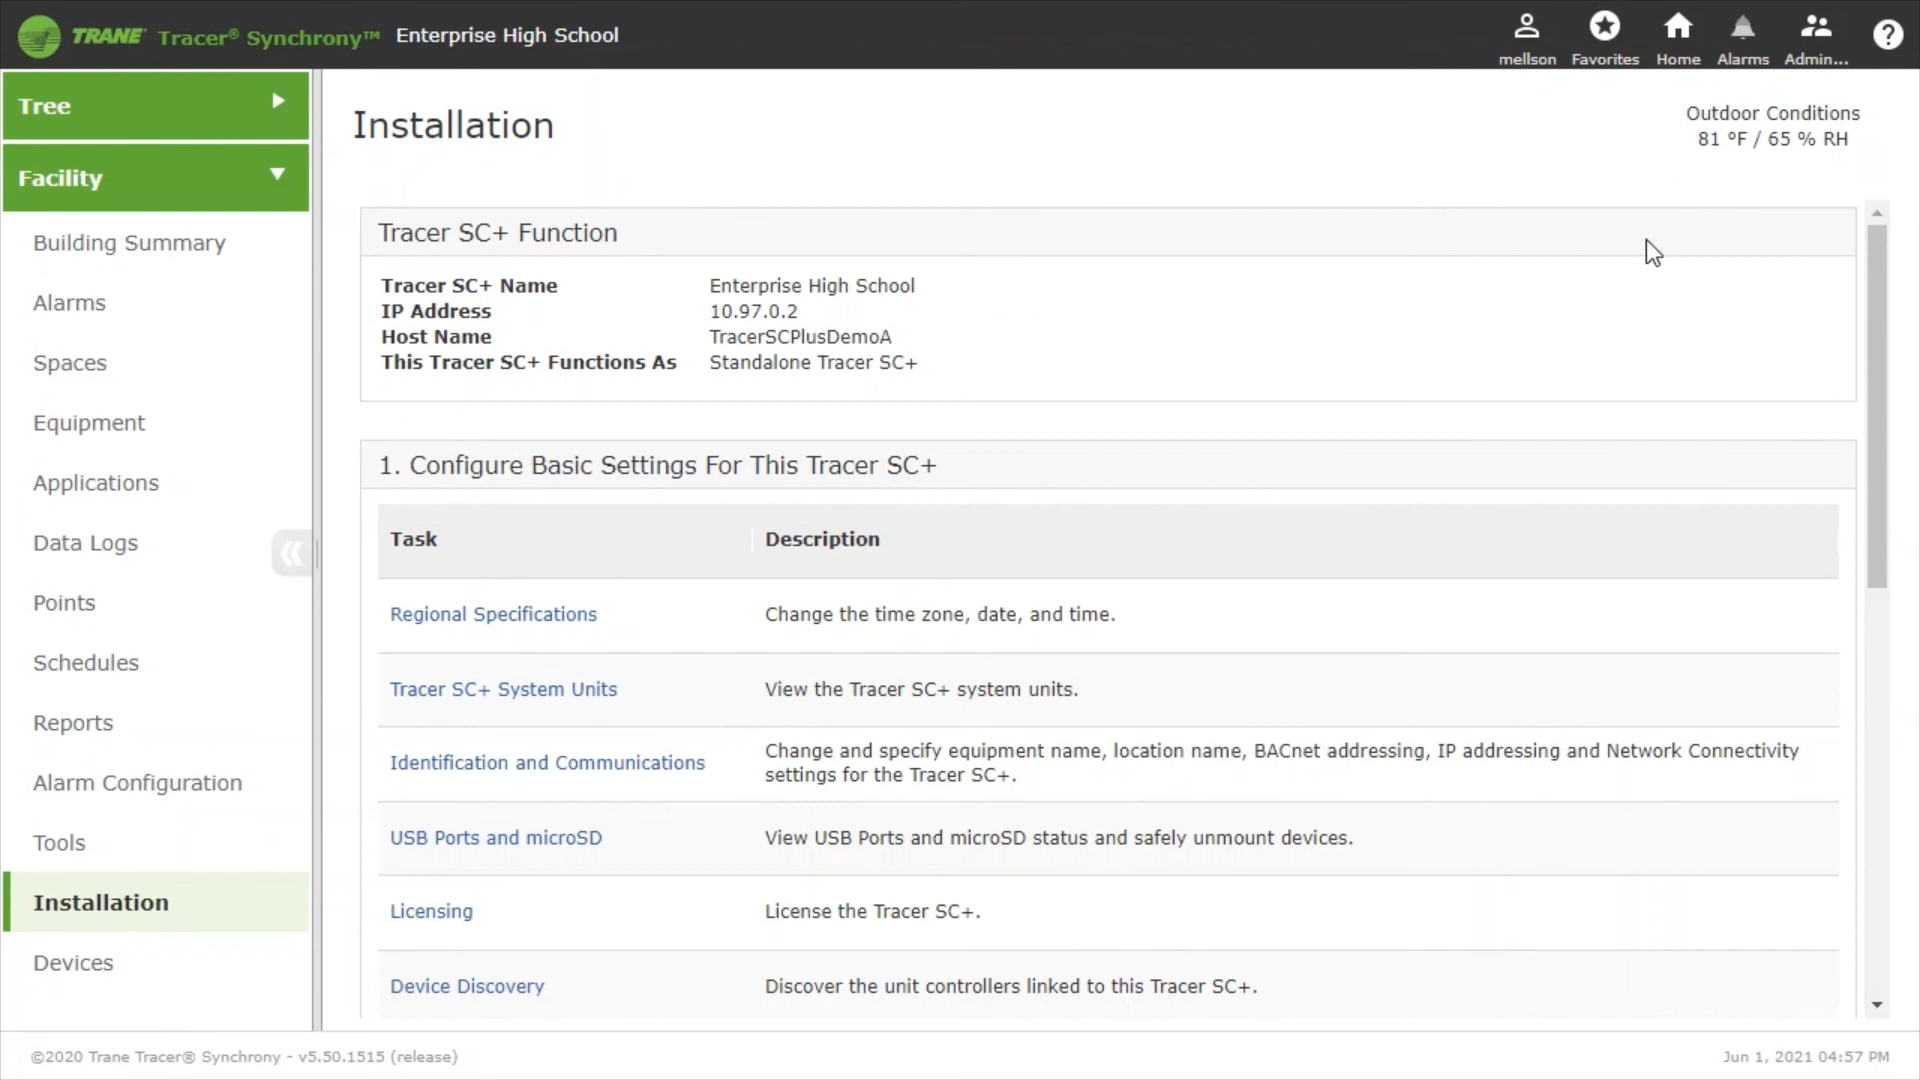 TRANE Tracer® Synchrony™ Enterprise High School
mellson Favorites Home Alarms Admin... ?
Tree
Facility
Building Summary
Alarms
Spaces
Equipment
Applications
Data Logs
Points
Schedules
Reports
Alarm Configuration
Tools
Installation
Devices
Installation
Outdoor Conditions
81 °F / 65 % RH
Tracer SC+ Function
Tracer SC+ Name Enterprise High School
IP Address 10.97.0.2
Host Name TracerSCPlusDemoA
This Tracer SC+ Functions As Standalone Tracer SC+
1. Configure Basic Settings For This Tracer SC+
Task Description
Regional Specifications Change the time zone, date, and time.
Tracer SC+ System Units View the Tracer SC+ system units.
Identification and Communications Change and specify equipment name, location name, BACnet addressing, IP addressing and Network Connectivity
settings for the Tracer SC+.
USB Ports and microSD View USB Ports and microSD status and safely unmount devices.
Licensing License the Tracer SC+.
Device Discovery Discover the unit controllers linked to this Tracer SC+.
©2020 Trane Tracer® Synchrony - v5.50.1515 (release) Jun 1, 2021 04:57 PM